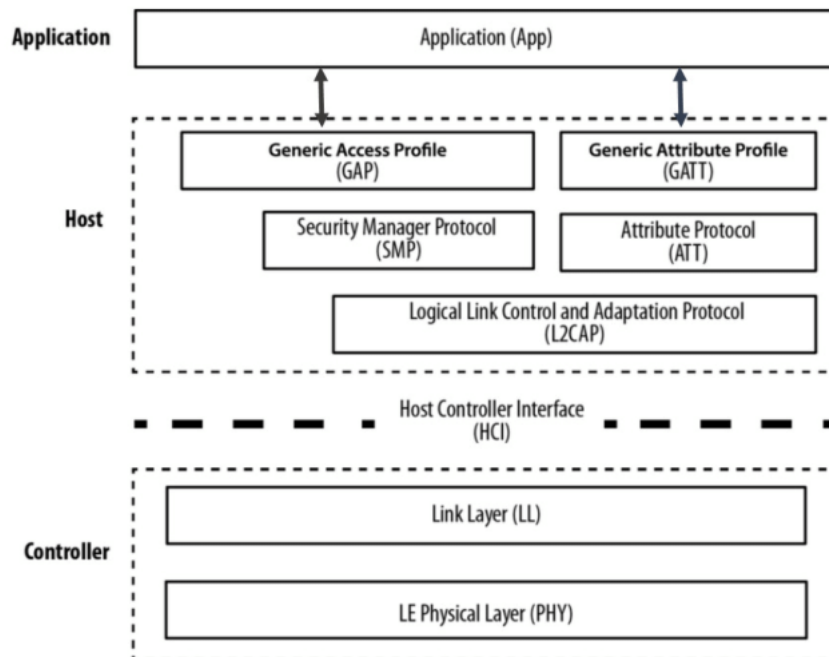 Application
Application (App)
Generic Access Profile
(GAP)
Generic Attribute Profile
(GATT)
Host
Security Manager Protocol
(SMP)
Attribute Protocol
(ATT)
Logical Link Control and Adaptation Protocol
(L2CAP)
Host Controller Interface
(HCI)
Link Layer (LL)
Controller
LE Physical Layer (PHY)